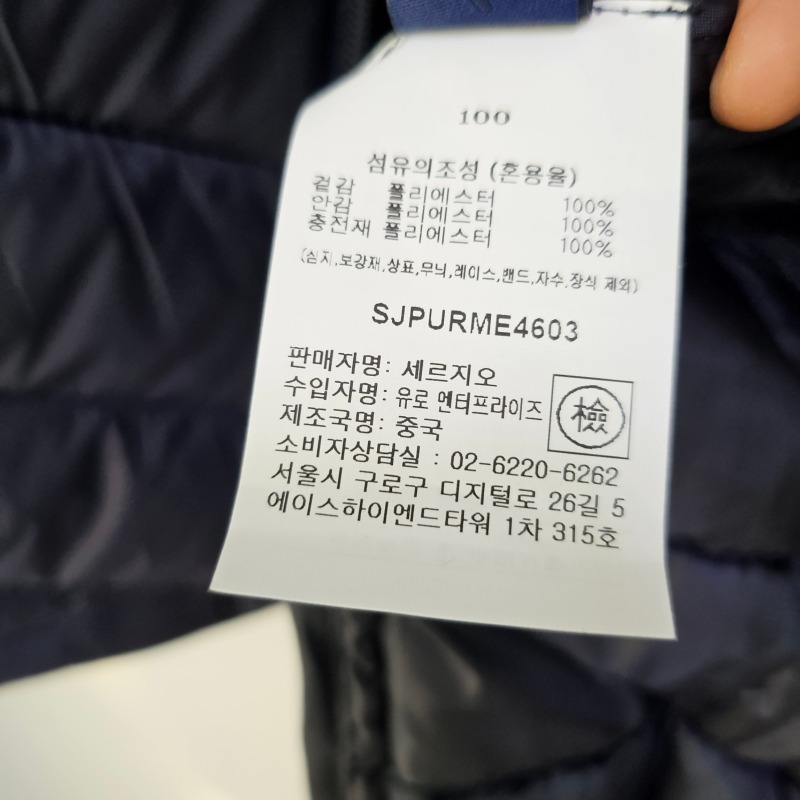 100
섬유의조성 (혼용율)
겉감 폴리에스터 100%
안감 폴리에스터 100%
충전재 폴리에스터 100%
(심지,보강재,상표,무늬,레이스,밴드,자수,장식 제외)
SJPURME4603
판매자명: 세르지오
수입자명: 유로 엔터프라이즈
제조국명: 중국
檢
소비자상담실 : 02-6220-6262
서울시 구로구 디지털로 26길 5
에이스하이엔드타워 1차 315호